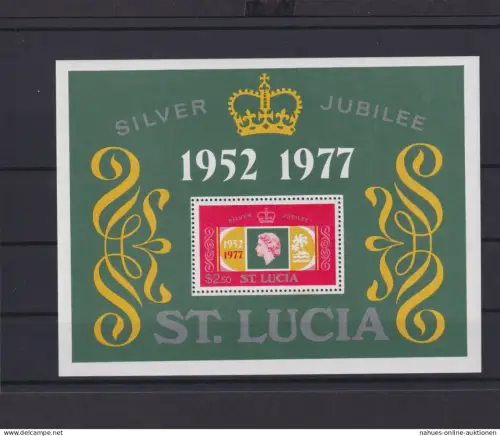 SILVER JUBILEE
1952 1977
SILVER JUBILEE
1952
1977
$2.50
ST. LUCIA
ST. LUCIA
www.delcampe.net
nahues-online-auktionen